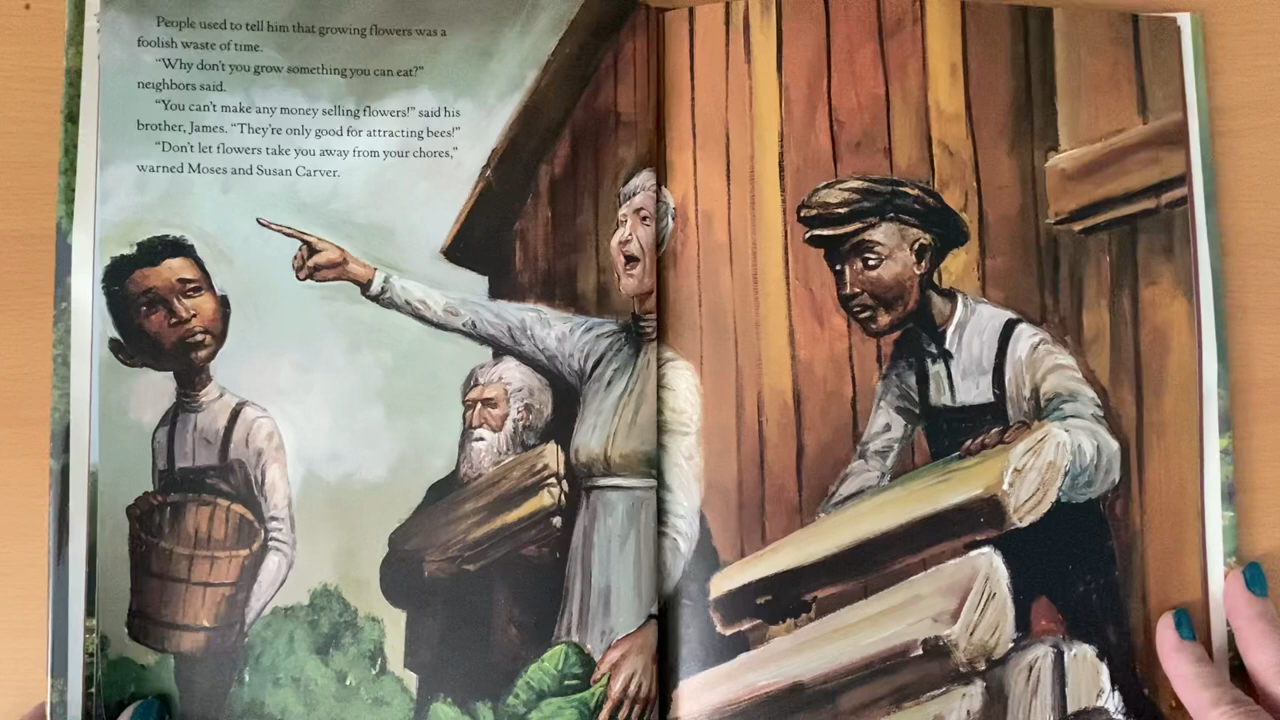 People used to tell him that growing flowers was a
foolish waste of time.
“Why don’t you grow something you can eat?”
neighbors said.
“You can’t make any money selling flowers!” said his
brother, James. “They’re only good for attracting bees!”
“Don’t let flowers take you away from your chores,”
warned Moses and Susan Carver.